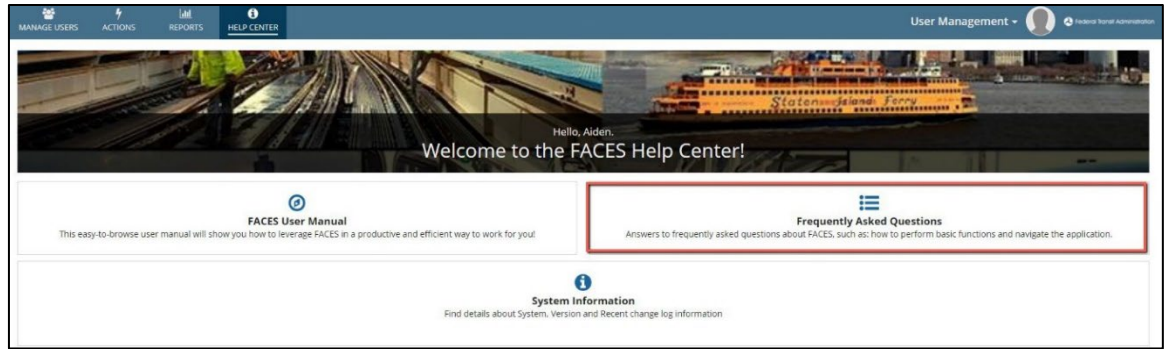 MANAGE USERS
ACTIONS
REPORTS
HELP CENTER
User Management
Federal Transit Administration
Staten Island Ferry
Hello, Aiden.
Welcome to the FACES Help Center!
FACES User Manual
This easy-to-browse user manual will show you how to leverage FACES in a productive and efficient way to work for you!
Frequently Asked Questions
Answers to frequently asked questions about FACES, such as: how to perform basic functions and navigate the application.
System Information
Find details about System, Version and Recent change log information